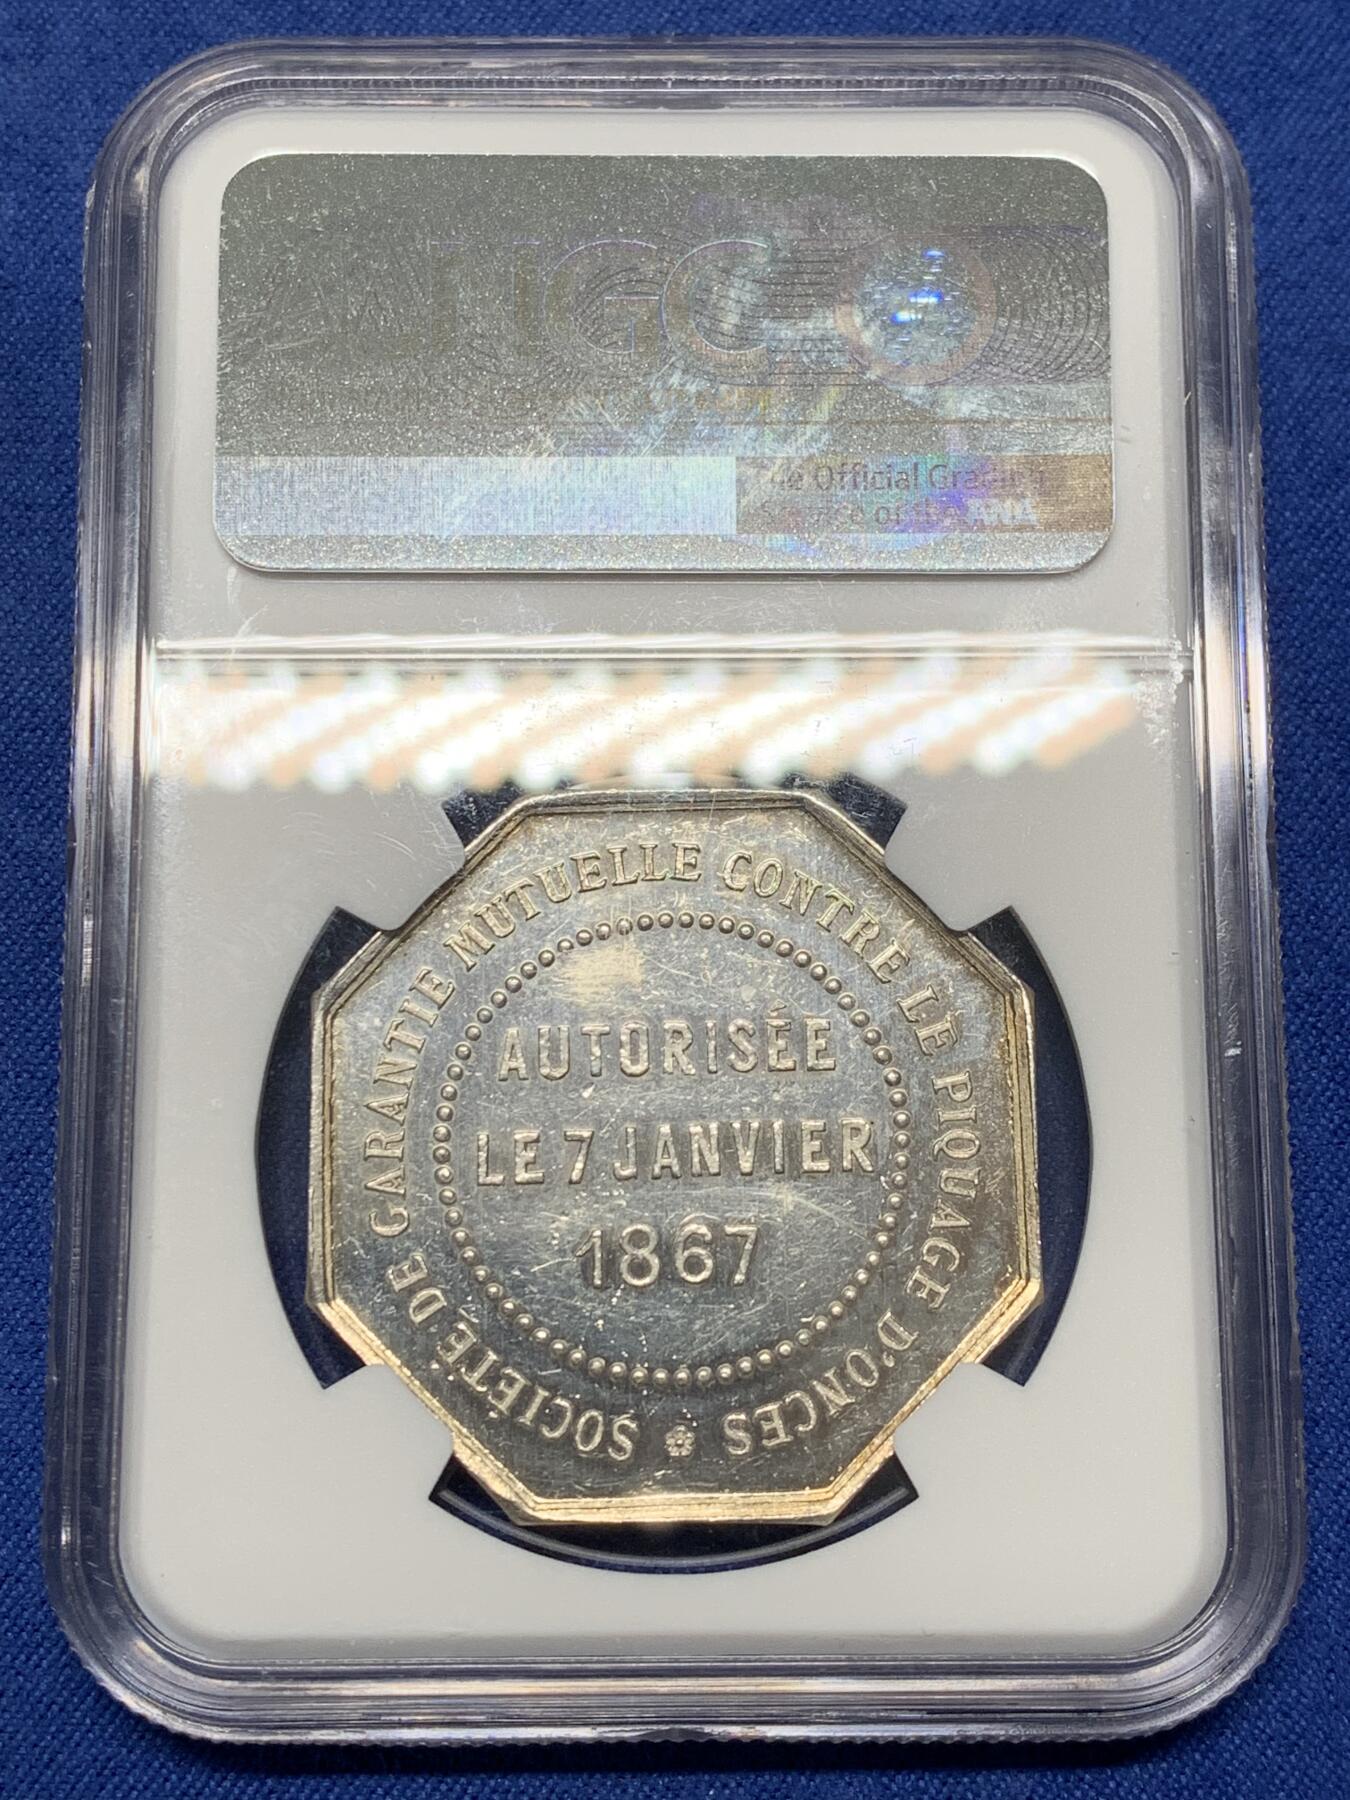 NGC
The Official Grading
Service of the ANA
SOCIÉTÉ DE GARANTIE MUTUELLE CONTRE LE PIQUAGE D'ONCES
AUTORISÉE
LE 7 JANVIER
1867